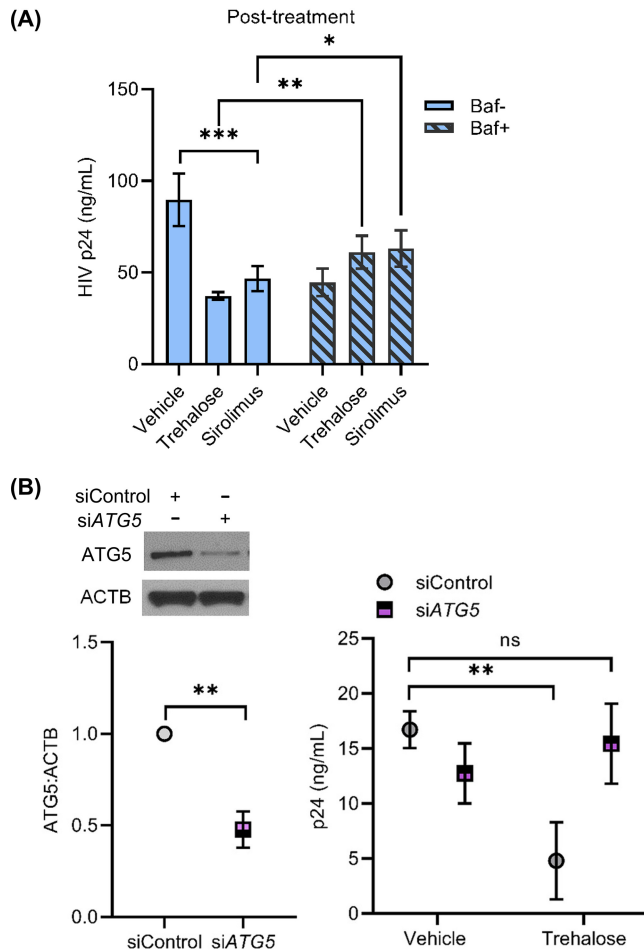 (A)
Post-treatment
*
**
***
Baf-
Baf+
HIV p24 (ng/mL)
150
100
50
0
Vehicle
Trehalose
Sirolimus
Vehicle
Trehalose
Sirolimus
(B)
siControl + -
siATG5 - +
ATG5
ACTB
siControl
siATG5
ATG5:ACTB
1.5
1.0
0.5
0.0
**
siControl siATG5
p24 (ng/mL)
25
20
15
10
5
0
ns
**
Vehicle Trehalose